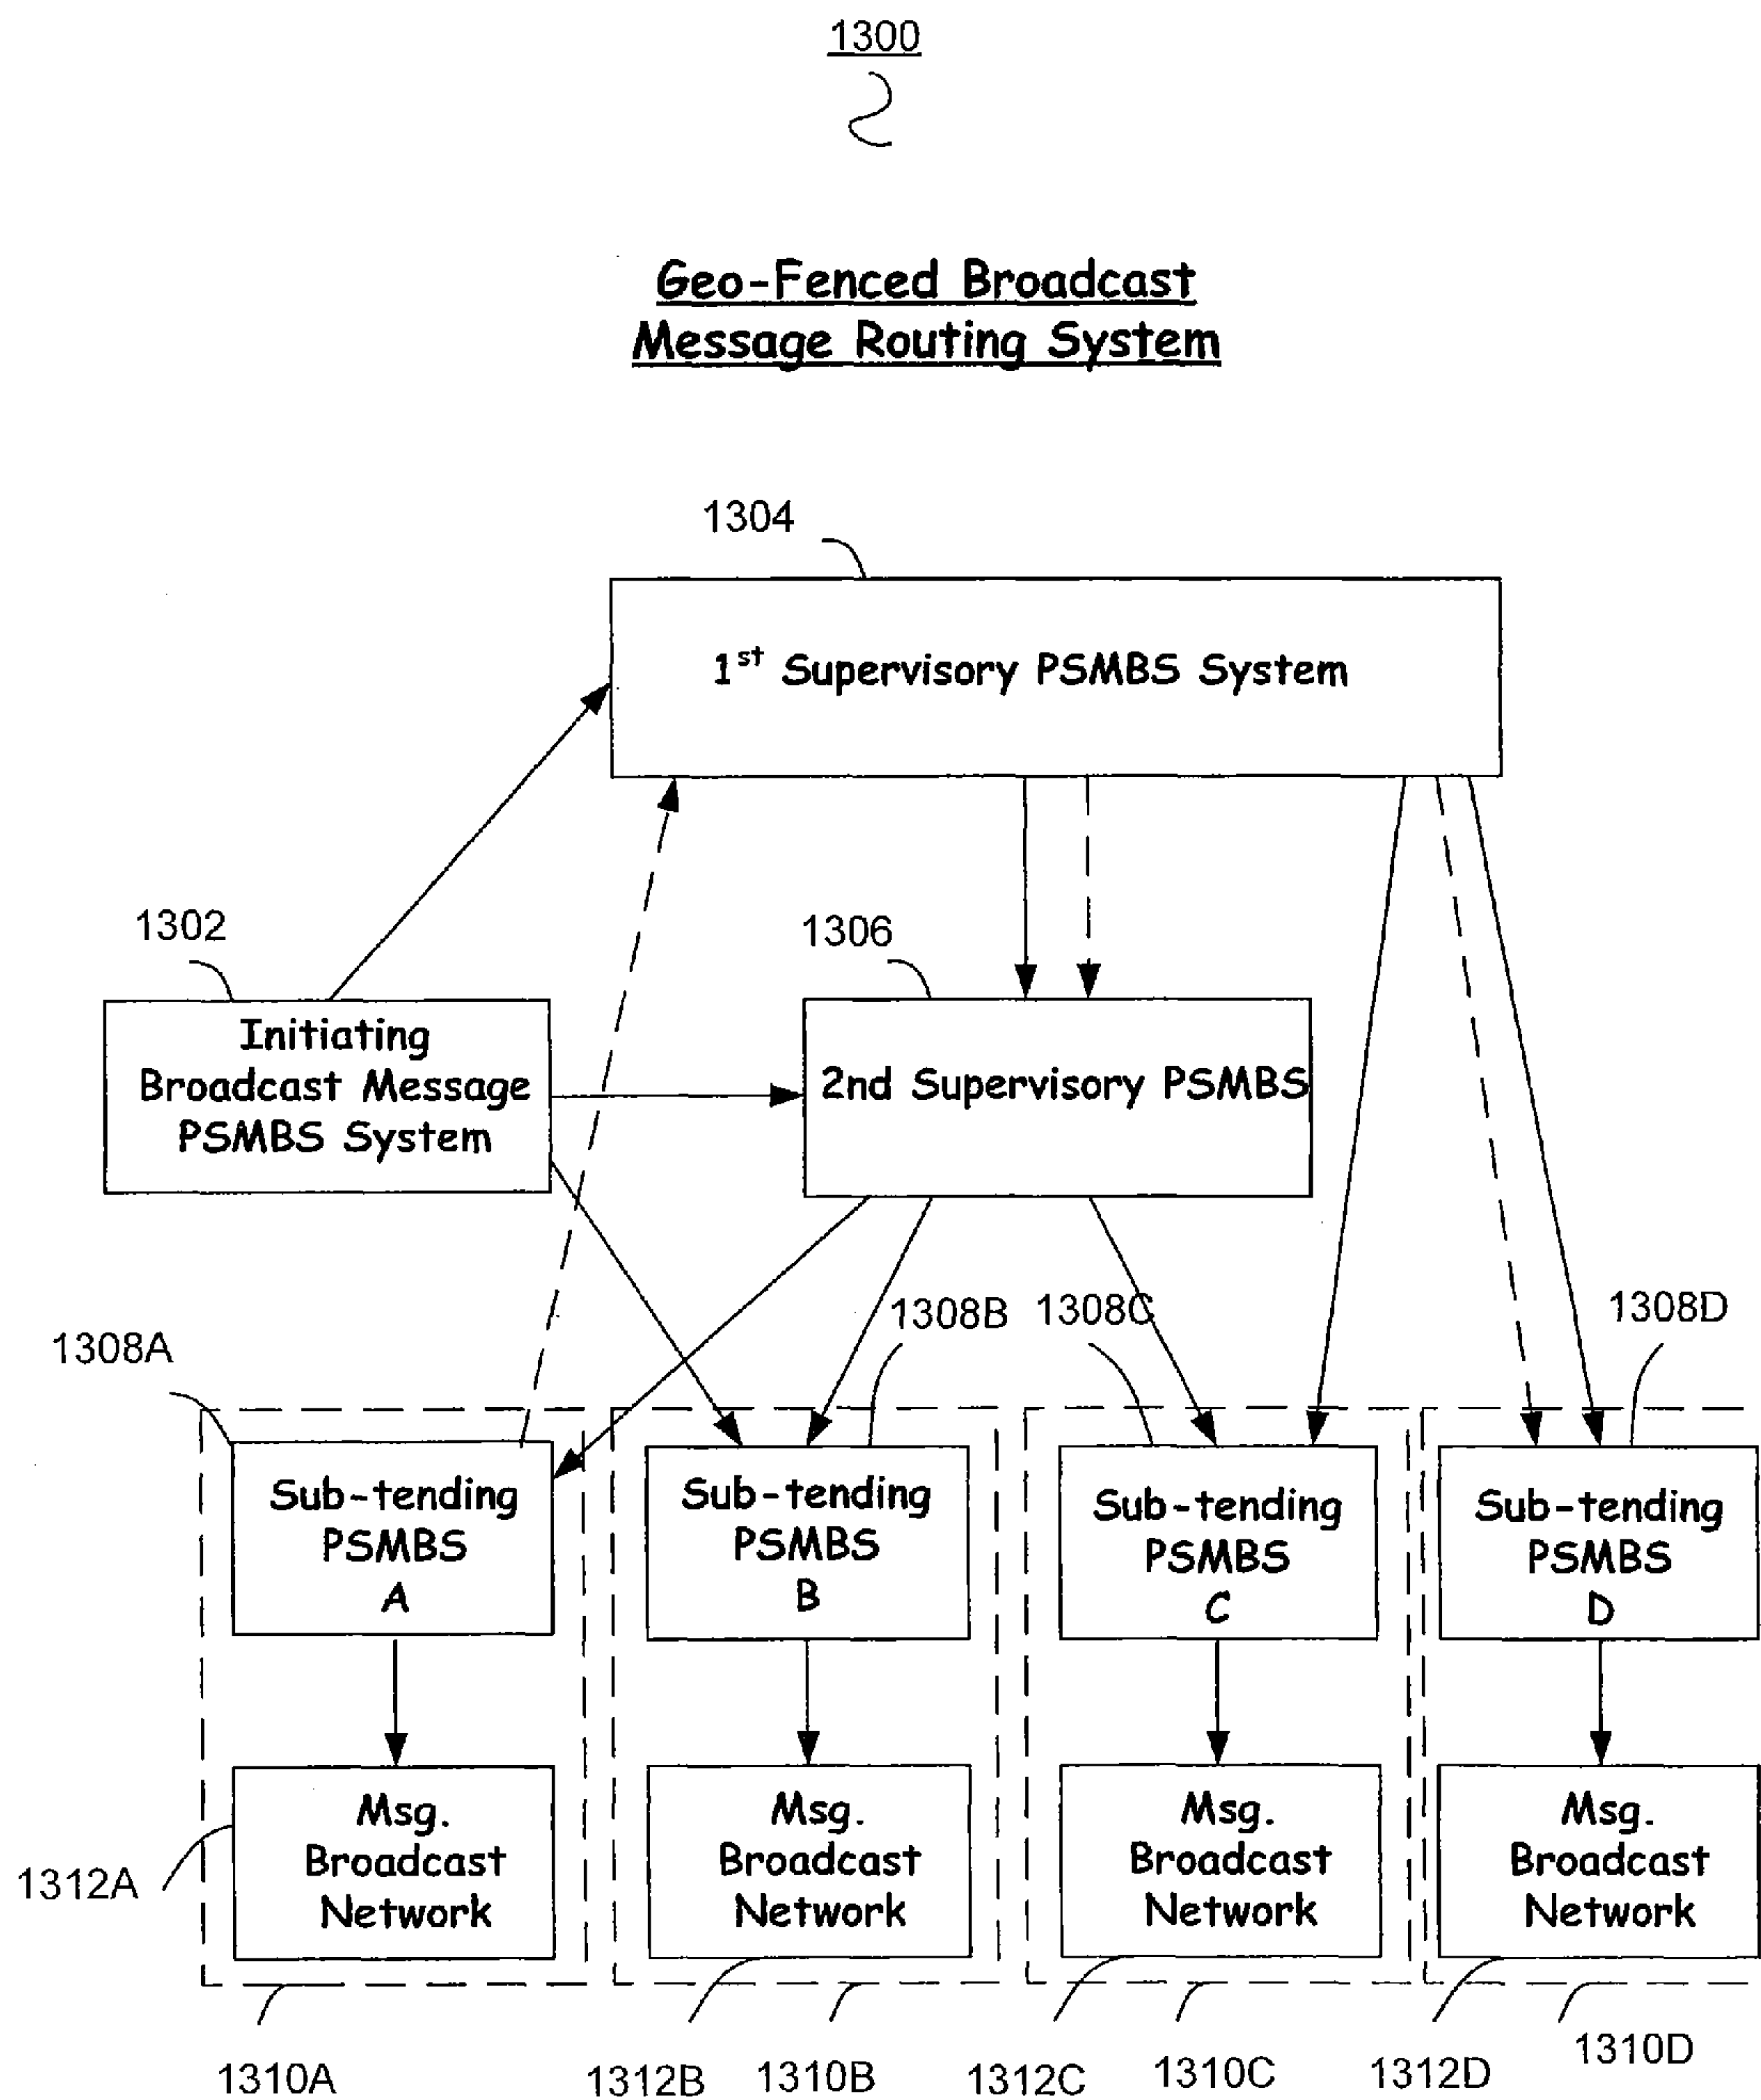 1300
Geo-Fenced Broadcast
Message Routing System
1304
1st Supervisory PSMBS System
1302
1306
Initiating
Broadcast Message
PSMBS System
2nd Supervisory PSMBS
1308A
1308B
1308C
1308D
Sub-tending
PSMBS
A
Sub-tending
PSMBS
B
Sub-tending
PSMBS
C
Sub-tending
PSMBS
D
Msg.
Broadcast
Network
Msg.
Broadcast
Network
Msg.
Broadcast
Network
Msg.
Broadcast
Network
1312A
1310A
1312B
1310B
1312C
1310C
1312D
1310D